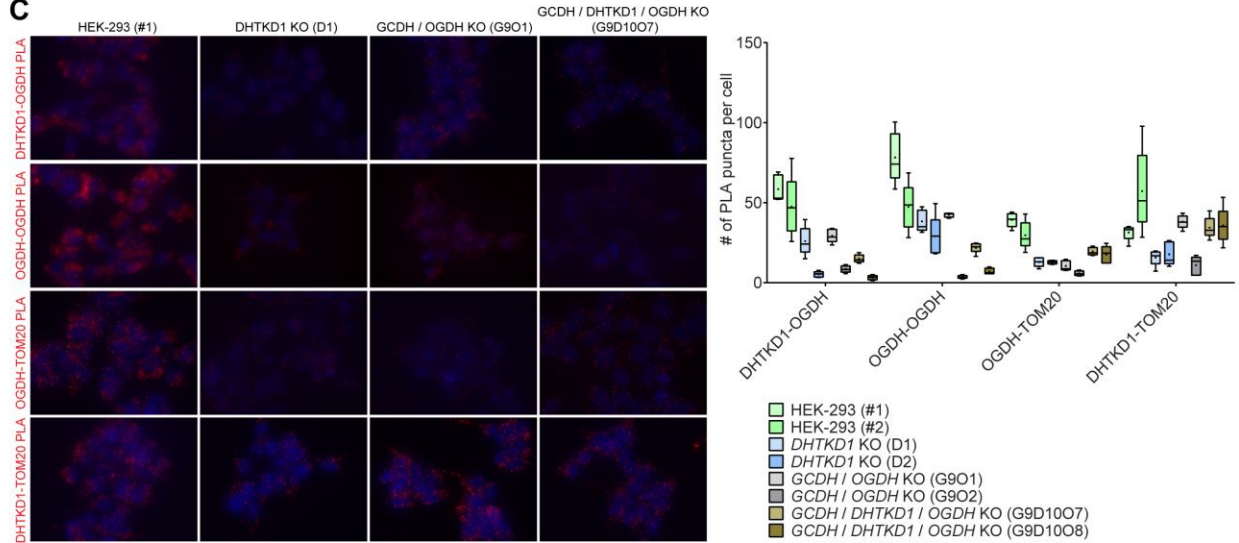 C
HEK-293 (#1)
DHTKD1 KO (D1)
GCDH / OGDH KO (G9O1)
GCDH / DHTKD1 / OGDH KO
(G9D10O7)
DHTKD1-OGDH PLA
OGDH-OGDH PLA
OGDH-TOM20 PLA
DHTKD1-TOM20 PLA
# of PLA puncta per cell
150
100
50
0
DHTKD1-OGDH
OGDH-OGDH
OGDH-TOM20
DHTKD1-TOM20
HEK-293 (#1)
HEK-293 (#2)
DHTKD1 KO (D1)
DHTKD1 KO (D2)
GCDH / OGDH KO (G9O1)
GCDH / OGDH KO (G9O2)
GCDH / DHTKD1 / OGDH KO (G9D10O7)
GCDH / DHTKD1 / OGDH KO (G9D10O8)